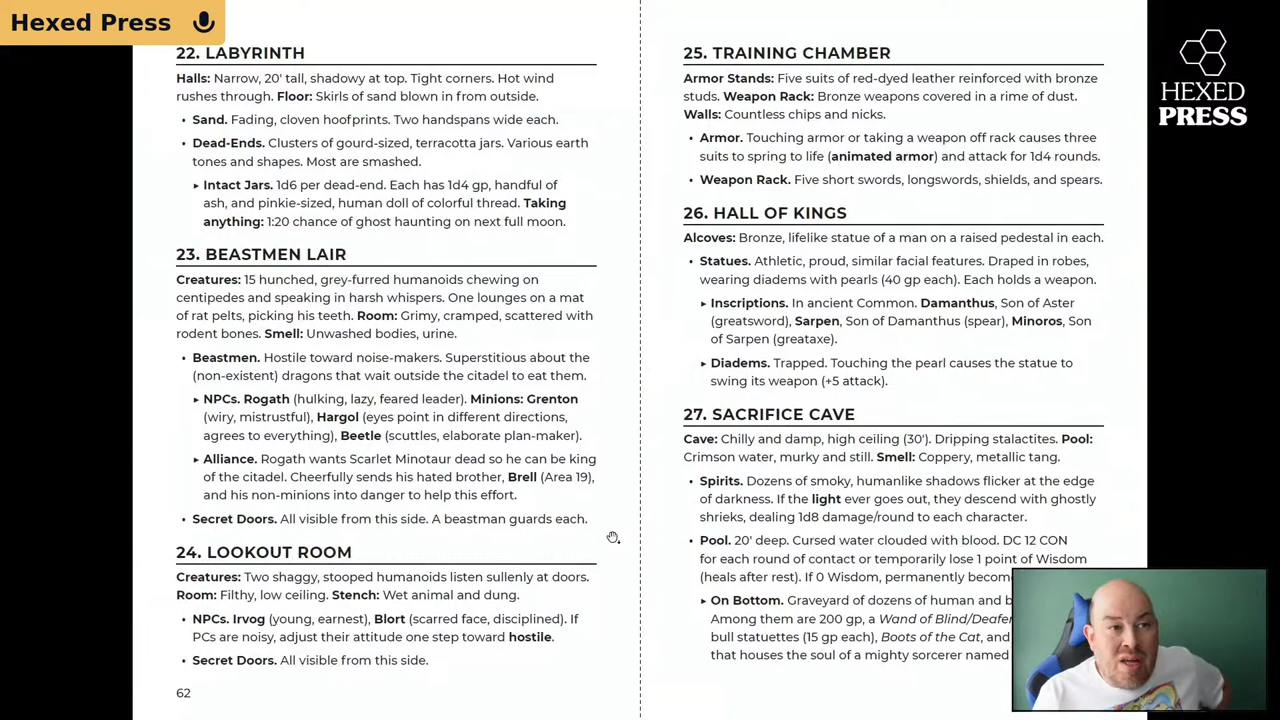 Hexed Press
HEXED
PRESS
22. LABYRINTH
Halls: Narrow, 20' tall, shadowy at top. Tight corners. Hot wind
rushes through. Floor: Skirls of sand blown in from outside.
• Sand. Fading, cloven hoofprints. Two handspans wide each.
• Dead-Ends. Clusters of gourd-sized, terracotta jars. Various earth
tones and shapes. Most are smashed.
▸ Intact Jars. 1d6 per dead-end. Each has 1d4 gp, handful of
ash, and pinkie-sized, human doll of colorful thread. Taking
anything: 1:20 chance of ghost haunting on next full moon.
23. BEASTMEN LAIR
Creatures: 15 hunched, grey-furred humanoids chewing on
centipedes and speaking in harsh whispers. One lounges on a mat
of rat pelts, picking his teeth. Room: Grimy, cramped, scattered with
rodent bones. Smell: Unwashed bodies, urine.
• Beastmen. Hostile toward noise-makers. Superstitious about the
(non-existent) dragons that wait outside the citadel to eat them.
▸ NPCs. Rogath (hulking, lazy, feared leader). Minions: Grenton
(wiry, mistrustful), Hargol (eyes point in different directions,
agrees to everything), Beetle (scuttles, elaborate plan-maker).
▸ Alliance. Rogath wants Scarlet Minotaur dead so he can be king
of the citadel. Cheerfully sends his hated brother, Brell (Area 19),
and his non-minions into danger to help this effort.
• Secret Doors. All visible from this side. A beastman guards each.
24. LOOKOUT ROOM
Creatures: Two shaggy, stooped humanoids listen sullenly at doors.
Room: Filthy, low ceiling. Stench: Wet animal and dung.
• NPCs. Irvog (young, earnest), Blort (scarred face, disciplined). If
PCs are noisy, adjust their attitude one step toward hostile.
• Secret Doors. All visible from this side.
62
25. TRAINING CHAMBER
Armor Stands: Five suits of red-dyed leather reinforced with bronze
studs. Weapon Rack: Bronze weapons covered in a rime of dust.
Walls: Countless chips and nicks.
• Armor. Touching armor or taking a weapon off rack causes three
suits to spring to life (animated armor) and attack for 1d4 rounds.
• Weapon Rack. Five short swords, longswords, shields, and spears.
26. HALL OF KINGS
Alcoves: Bronze, lifelike statue of a man on a raised pedestal in each.
• Statues. Athletic, proud, similar facial features. Draped in robes,
wearing diadems with pearls (40 gp each). Each holds a weapon.
▸ Inscriptions. In ancient Common. Damanthus, Son of Aster
(greatsword), Sarpen, Son of Damanthus (spear), Minoros, Son
of Sarpen (greataxe).
▸ Diadems. Trapped. Touching the pearl causes the statue to
swing its weapon (+5 attack).
27. SACRIFICE CAVE
Cave: Chilly and damp, high ceiling (30'). Dripping stalactites. Pool:
Crimson water, murky and still. Smell: Coppery, metallic tang.
• Spirits. Dozens of smoky, humanlike shadows flicker at the edge
of darkness. If the light ever goes out, they descend with ghostly
shrieks, dealing 1d8 damage/round to each character.
• Pool. 20' deep. Cursed water clouded with blood. DC 12 CON
for each round of contact or temporarily lose 1 point of Wisdom
(heals after rest). If 0 Wisdom, permanently
▸ On Bottom. Graveyard of dozens of human and
Among them are 200 gp, a Wand of
bull statuettes (15 gp each), Boots of the Cat, and
that houses the soul of a mighty sorcerer named